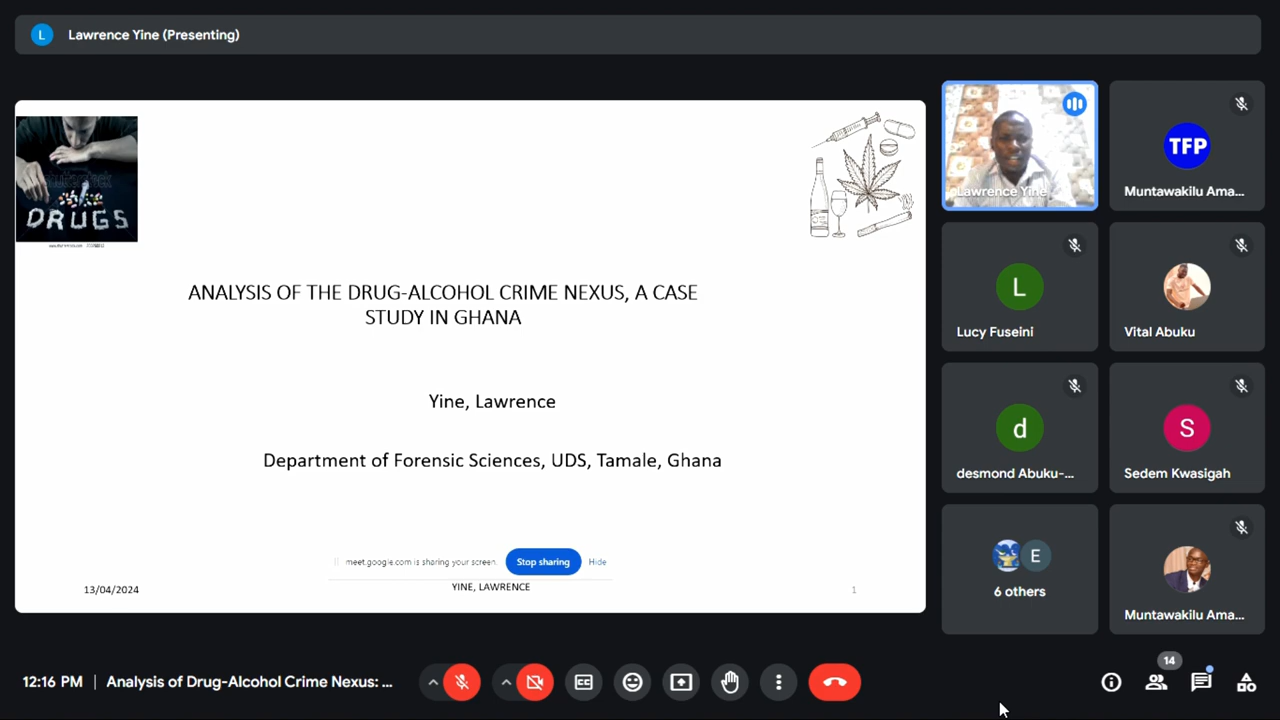 L Lawrence Yine (Presenting)
DRUGS
ANALYSIS OF THE DRUG-ALCOHOL CRIME NEXUS, A CASE
STUDY IN GHANA
Yine, Lawrence
Department of Forensic Sciences, UDS, Tamale, Ghana
meet.google.com is sharing your screen. Stop sharing Hide
13/04/2024 YINE, LAWRENCE 1
Lawrence Yine
TFP
Muntawakilu Ama...
L
Lucy Fuseini
Vital Abuku
d
desmond Abuku-...
S
Sedem Kwasigah
E
6 others
Muntawakilu Ama...
12:16 PM | Analysis of Drug-Alcohol Crime Nexus: ...
14